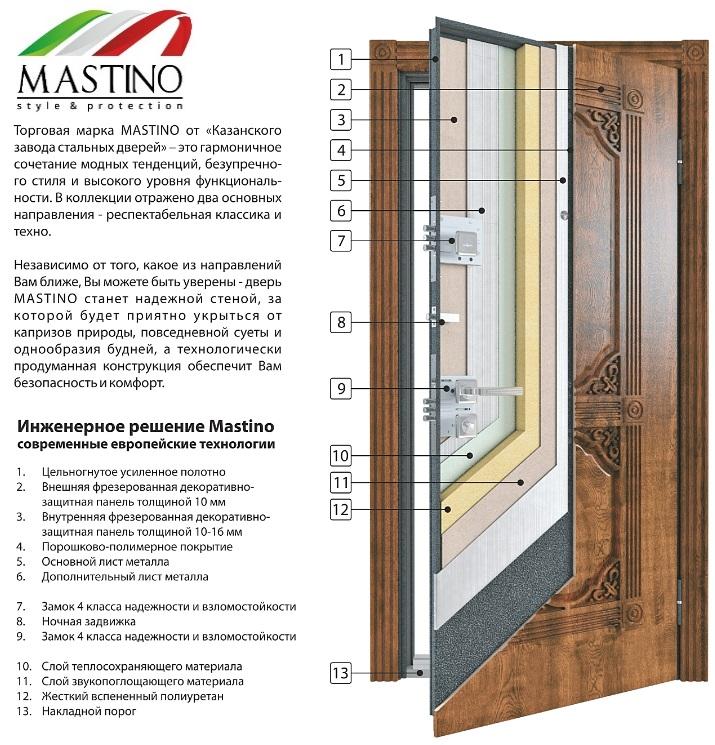 MASTINO
style & protection
Торговая марка MASTINO от «Казанского
завода стальных дверей» – это гармоничное
сочетание модных тенденций, безупречно-
го стиля и высокого уровня функциональ-
ности. В коллекции отражено два основных
направления - респектабельная классика и
техно.
Независимо от того, какое из направлений
Вам ближе, Вы можете быть уверены - дверь
MASTINO станет надежной стеной, за
которой будет приятно укрыться от
капризов природы, повседневной суеты и
однообразия будней, а технологически
продуманная конструкция обеспечит Вам
безопасность и комфорт.
Инженерное решение Mastino
современные европейские технологии
1. Цельногнутое усиленное полотно
2. Внешняя фрезерованная декоративно-
защитная панель толщиной 10 мм
3. Внутренняя фрезерованная декоративно-
защитная панель толщиной 10-16 мм
4. Порошково-полимерное покрытие
5. Основной лист металла
6. Дополнительный лист металла
7. Замок 4 класса надежности и взломостойкости
8. Ночная задвижка
9. Замок 4 класса надежности и взломостойкости
10. Слой теплосохраняющего материала
11. Слой звукопоглощающего материала
12. Жесткий вспененный полиуретан
13. Накладной порог
1
2
3
4
5
6
7
8
9
10
11
12
13